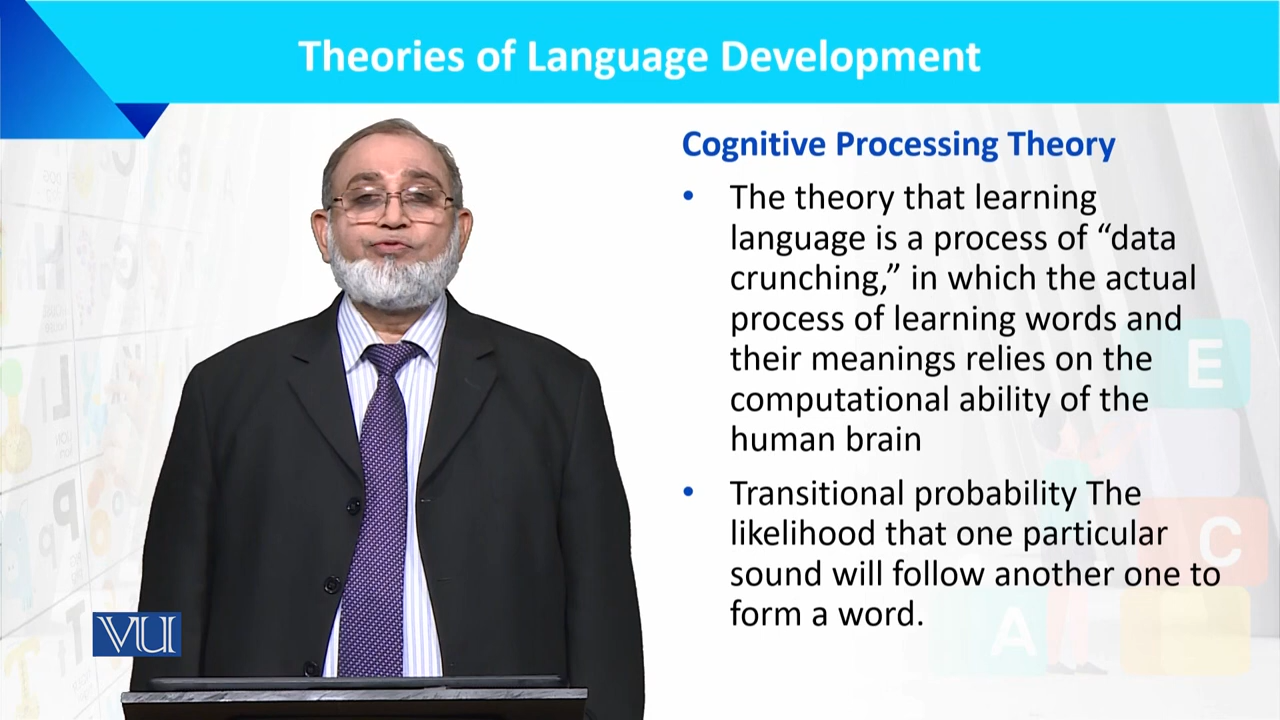 Theories of Language Development
Cognitive Processing Theory
• The theory that learning
language is a process of “data
crunching,” in which the actual
process of learning words and
their meanings relies on the
computational ability of the
human brain
• Transitional probability The
likelihood that one particular
sound will follow another one to
form a word.
VU
E
C
A